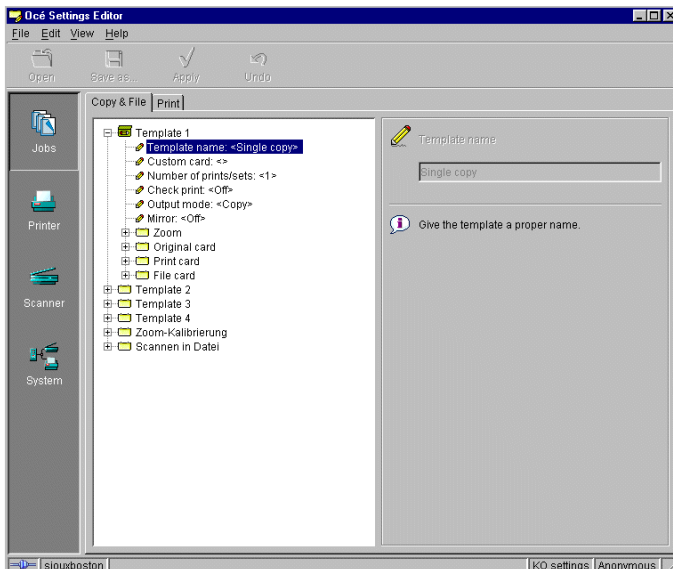 Océ Settings Editor
File Edit View Help
Open Save as... Apply Undo
Copy & File Print
Jobs
Printer
Scanner
System
Template 1
Template name: <Single copy>
Custom card: <>
Number of prints/sets: <1>
Check print: <Off>
Output mode: <Copy>
Mirror: <Off>
Zoom
Original card
Print card
File card
Template 2
Template 3
Template 4
Zoom-Kalibrierung
Scannen in Datei
Template name
Single copy
Give the template a proper name.
siouxboston KO settings Anonymous